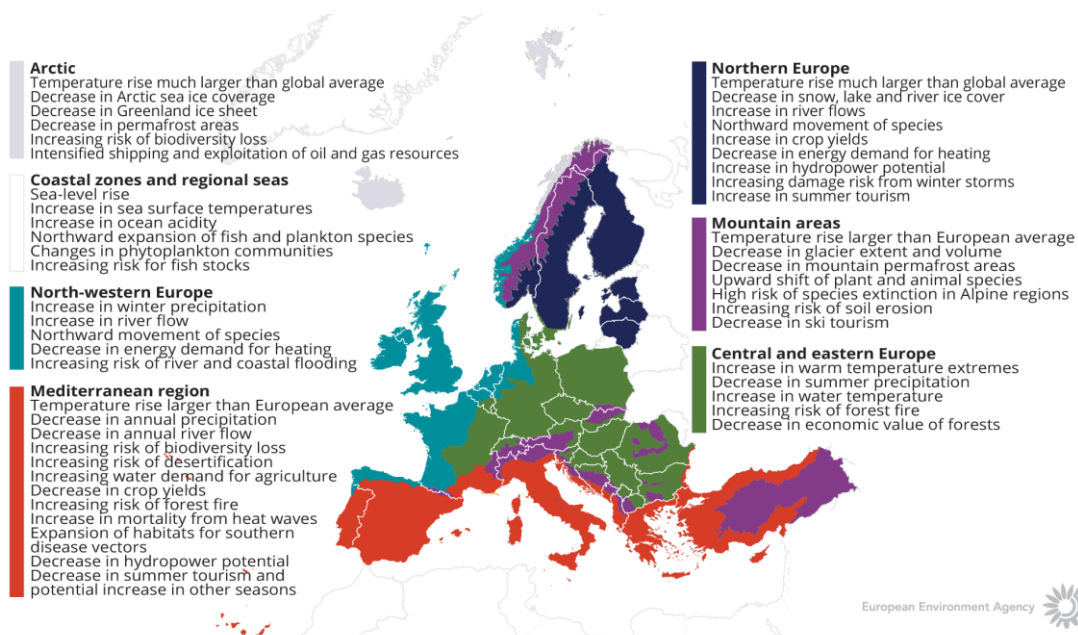 Arctic
Temperature rise much larger than global average
Decrease in Arctic sea ice coverage
Decrease in Greenland ice sheet
Decrease in permafrost areas
Increasing risk of biodiversity loss
Intensified shipping and exploitation of oil and gas resources
Coastal zones and regional seas
Sea-level rise
Increase in sea surface temperatures
Increase in ocean acidity
Northward expansion of fish and plankton species
Changes in phytoplankton communities
Increasing risk for fish stocks
North-western Europe
Increase in winter precipitation
Increase in river flow
Northward movement of species
Decrease in energy demand for heating
Increasing risk of river and coastal flooding
Mediterranean region
Temperature rise larger than European average
Decrease in annual precipitation
Decrease in annual river flow
Increasing risk of biodiversity loss
Increasing risk of desertification
Increasing water demand for agriculture
Decrease in crop yields
Increasing risk of forest fire
Increase in mortality from heat waves
Expansion of habitats for southern
disease vectors
Decrease in hydropower potential
Decrease in summer tourism and
potential increase in other seasons
Northern Europe
Temperature rise much larger than global average
Decrease in snow, lake and river ice cover
Increase in river flows
Northward movement of species
Increase in crop yields
Decrease in energy demand for heating
Increase in hydropower potential
Increasing damage risk from winter storms
Increase in summer tourism
Mountain areas
Temperature rise larger than European average
Decrease in glacier extent and volume
Decrease in mountain permafrost areas
Upward shift of plant and animal species
High risk of species extinction in Alpine regions
Increasing risk of soil erosion
Decrease in ski tourism
Central and eastern Europe
Increase in warm temperature extremes
Decrease in summer precipitation
Increase in water temperature
Increasing risk of forest fire
Decrease in economic value of forests
European Environment Agency